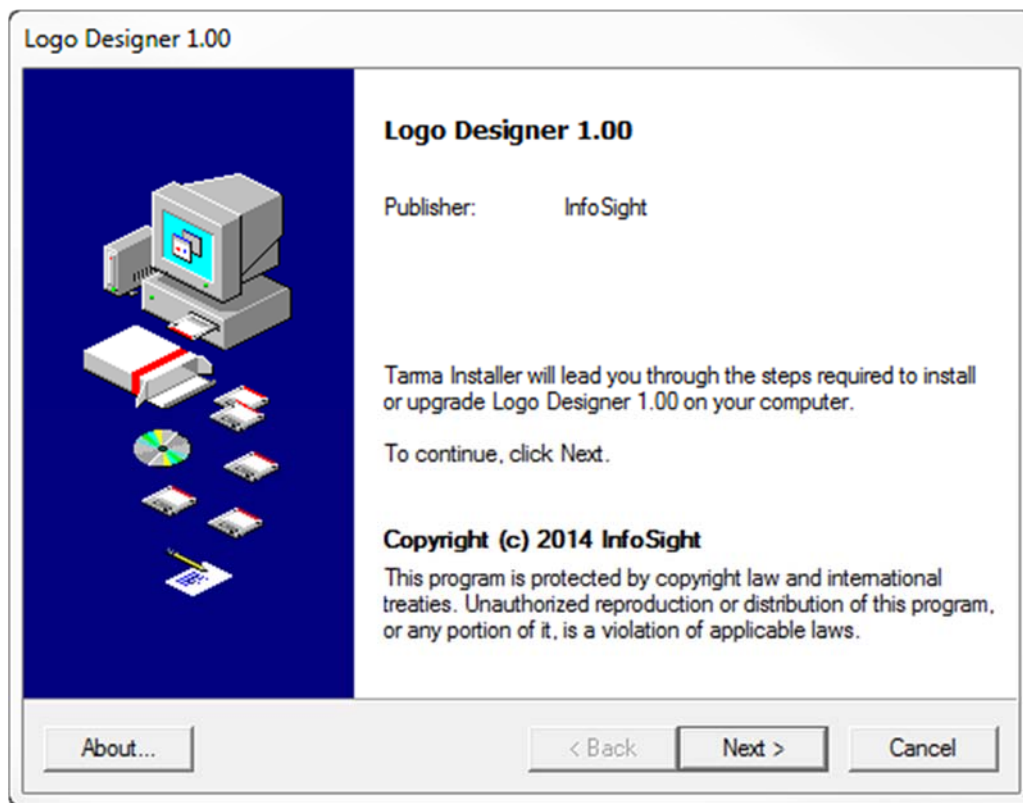 Logo Designer 1.00
Logo Designer 1.00
Publisher: InfoSight
Tarma Installer will lead you through the steps required to install
or upgrade Logo Designer 1.00 on your computer.
To continue, click Next.
Copyright (c) 2014 InfoSight
This program is protected by copyright law and international
treaties. Unauthorized reproduction or distribution of this program,
or any portion of it, is a violation of applicable laws.
About... < Back Next > Cancel